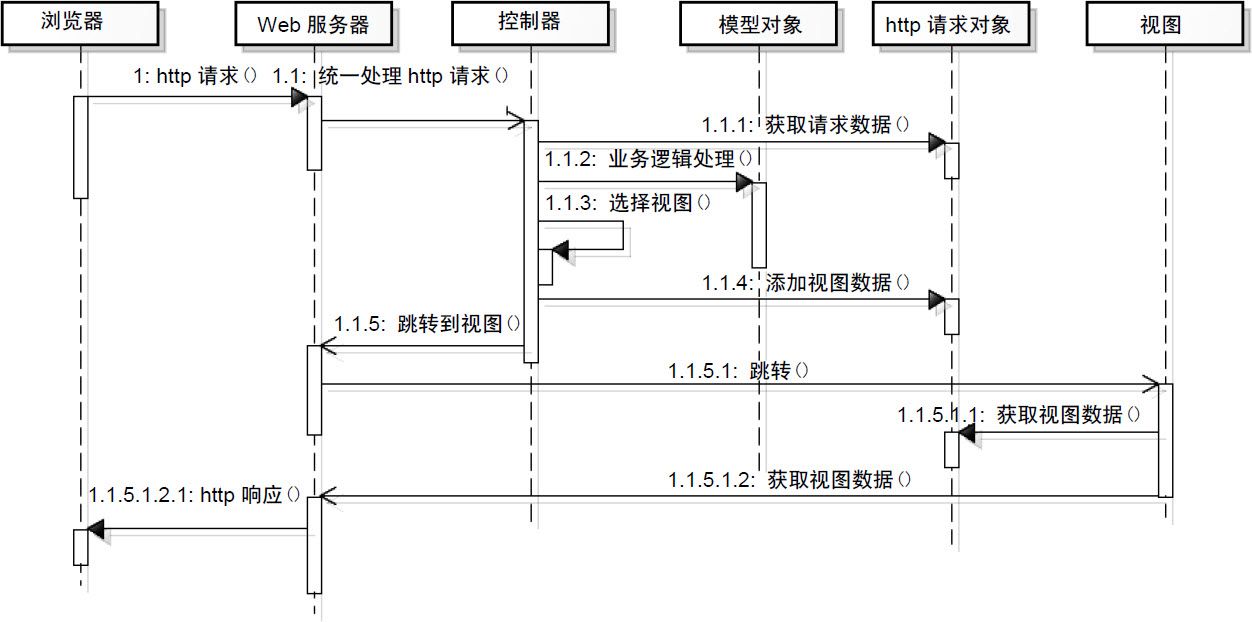 浏览器
Web 服务器
控制器
模型对象
http 请求对象
视图
1: http 请求()
1.1: 统一处理 http 请求()
1.1.1: 获取请求数据()
1.1.2: 业务逻辑处理()
1.1.3: 选择视图()
1.1.4: 添加视图数据()
1.1.5: 跳转到视图()
1.1.5.1: 跳转()
1.1.5.1.1: 获取视图数据()
1.1.5.1.2: 获取视图数据()
1.1.5.1.2.1: http 响应()